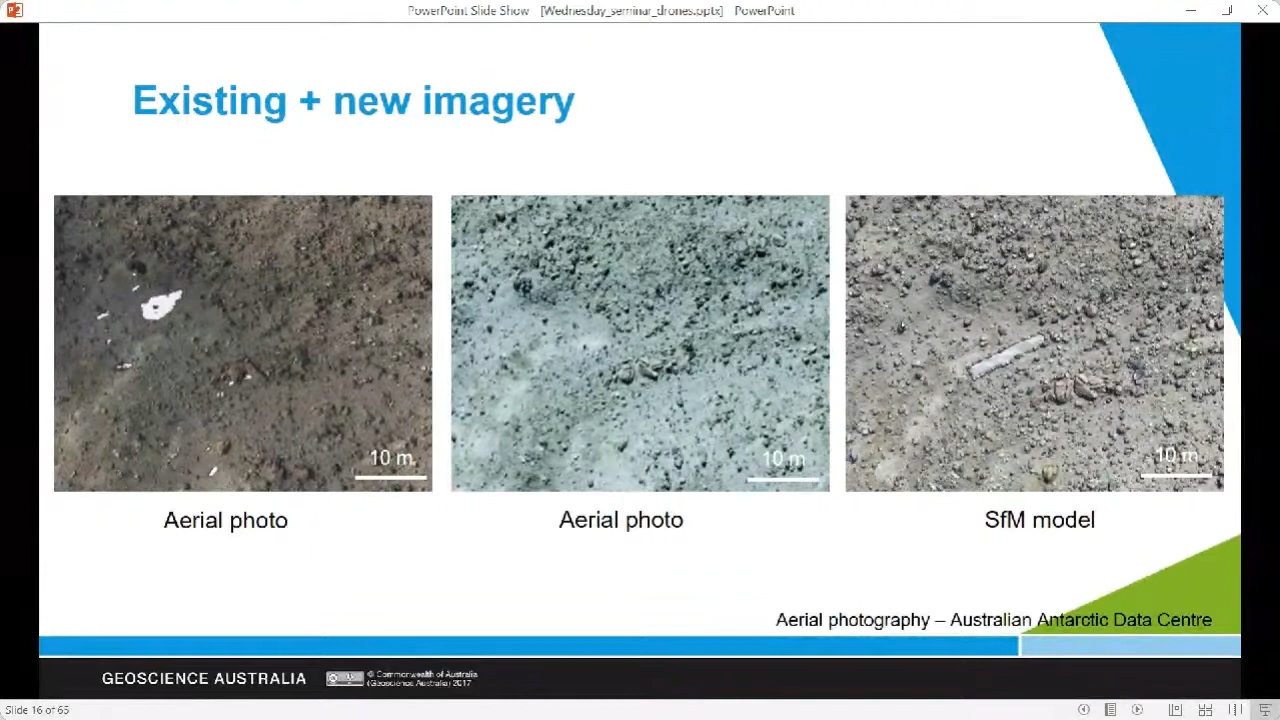 PowerPoint Slide Show - [Wednesday_seminar_drones.pptx] - PowerPoint
Existing + new imagery
10 m
10 m
10 m
Aerial photo
Aerial photo
SfM model
Aerial photography – Australian Antarctic Data Centre
GEOSCIENCE AUSTRALIA
© Commonwealth of Australia
(Geoscience Australia) 2017
Slide 16 of 65